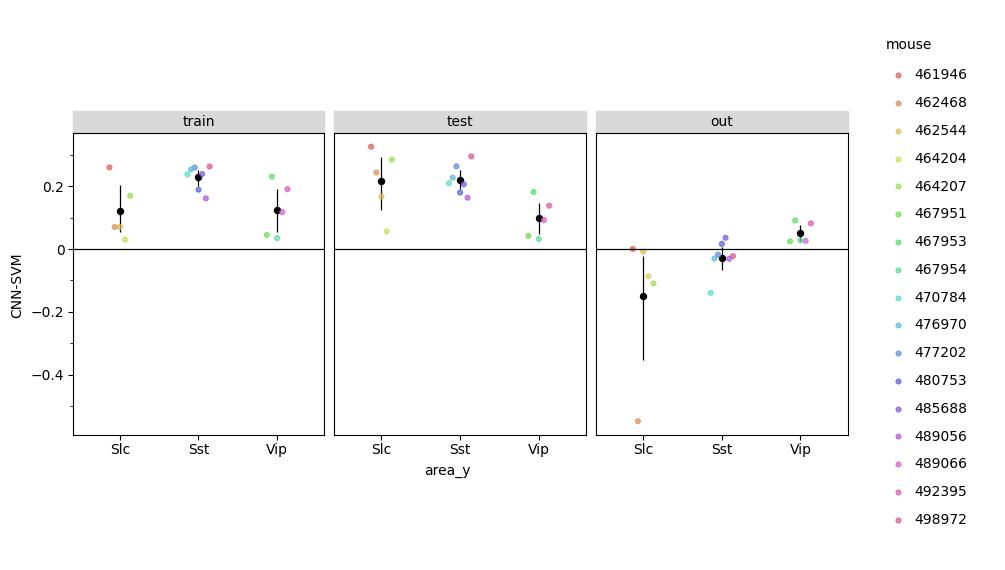 mouse
461946
462468
462544
464204
464207
467951
467953
467954
470784
476970
477202
480753
485688
489056
489066
492395
498972
train
test
out
0.2
0
−0.2
−0.4
CNN-SVM
Slc
Sst
Vip
Slc
Sst
Vip
Slc
Sst
Vip
area_y